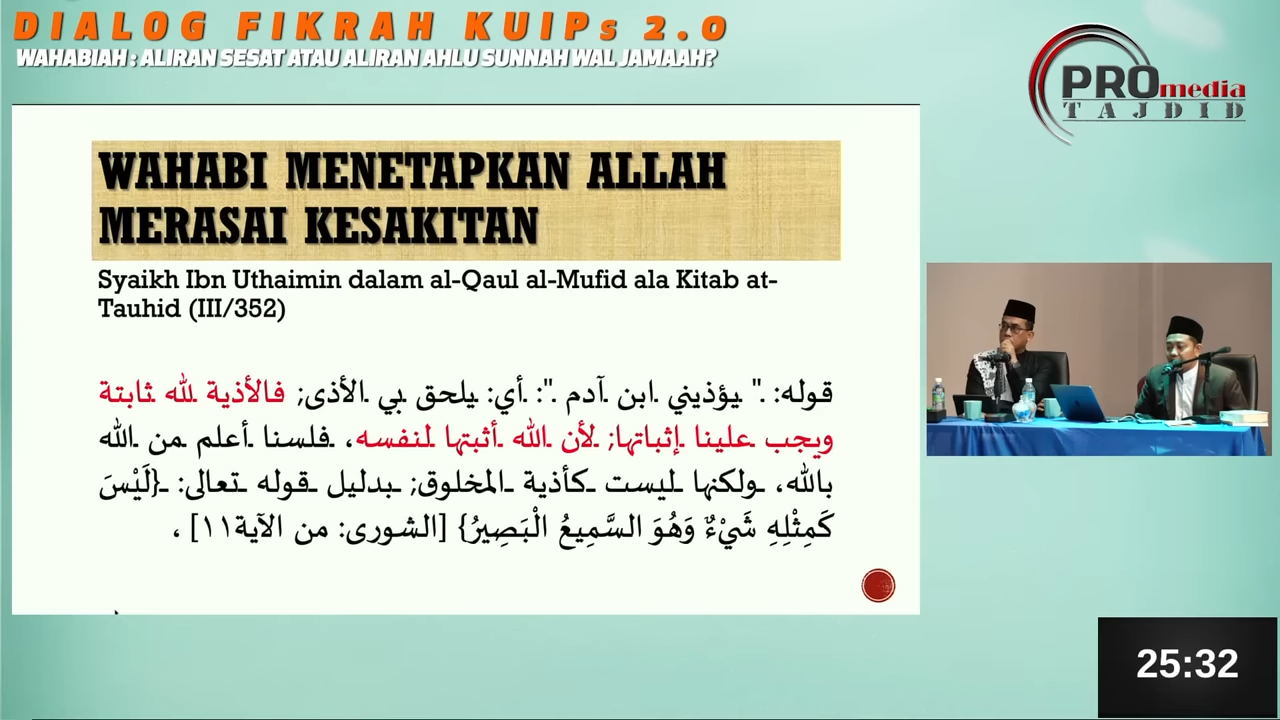 DIALOG FIKRAH KUIPs 2.0
WAHABIAH : ALIRAN SESAT ATAU ALIRAN AHLU SUNNAH WAL JAMAAH?
PROmedia
TAJDID
WAHABI MENETAPKAN ALLAH
MERASAI KESAKITAN
Syaikh Ibn Uthaimin dalam al-Qaul al-Mufid ala Kitab at-
Tauhid (III/352)
قوله: " يؤذيني ابن آدم ": أي: يلحق بي الأذى; فالأذية لله ثابتة
ويجب علينا إثباتها; لأن الله أثبتها لنفسه، فلسنا أعلم من الله
بالله، ولكنها ليست كأذية المخلوق; بدليل قوله تعالى: {لَيْسَ
كَمِثْلِهِ شَيْءٌ وَهُوَ السَّمِيعُ الْبَصِيرُ} [الشورى: من الآية١١] ،
25:32